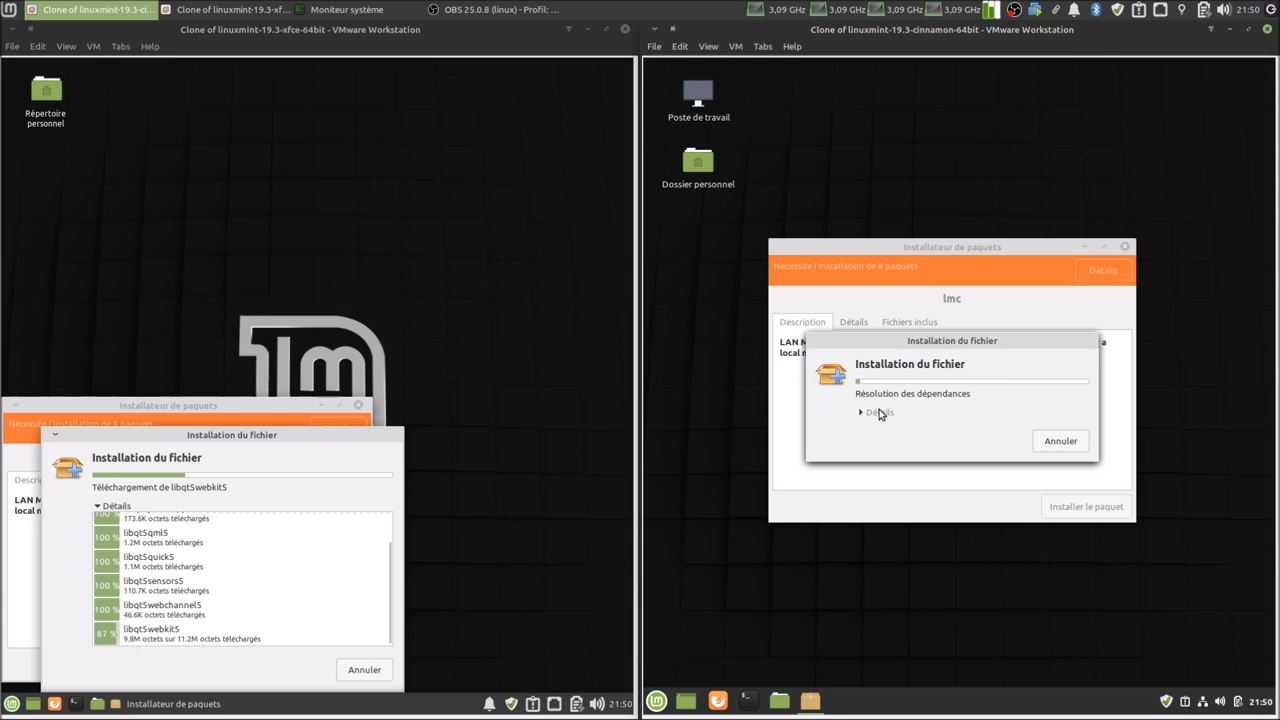 Clone of linuxmint-19.3-ci...
Clone of linuxmint-19.3-xf...
Moniteur système
OBS 25.0.8 (linux) - Profil: ...
3,09 GHz
3,09 GHz
3,09 GHz
3,09 GHz
21:50
Clone of linuxmint-19.3-xfce-64bit - VMware Workstation
File Edit View VM Tabs Help
Répertoire
personnel
lm
Installateur de paquets
Nécessite l'installation de 8 paquets
LAN M
local n
Installation du fichier
Installation du fichier
Téléchargement de libqt5webkit5
Détails
100 %
173.6K octets téléchargés
100 % libqt5qml5
1.2M octets téléchargés
100 % libqt5quick5
1.1M octets téléchargés
100 % libqt5sensors5
110.7K octets téléchargés
100 % libqt5webchannel5
46.6K octets téléchargés
87 % libqt5webkit5
9.8M octets sur 11.2M octets téléchargés
Annuler
Installateur de paquets
21:50
Clone of linuxmint-19.3-cinnamon-64bit - VMware Workstation
File Edit View VM Tabs Help
Poste de travail
Dossier personnel
Installateur de paquets
Nécessite l'installation de 8 paquets
Détails
lmc
Description Détails Fichiers inclus
LAN M
local n
a
Installation du fichier
Installation du fichier
Résolution des dépendances
Détails
Annuler
Installer le paquet
21:50